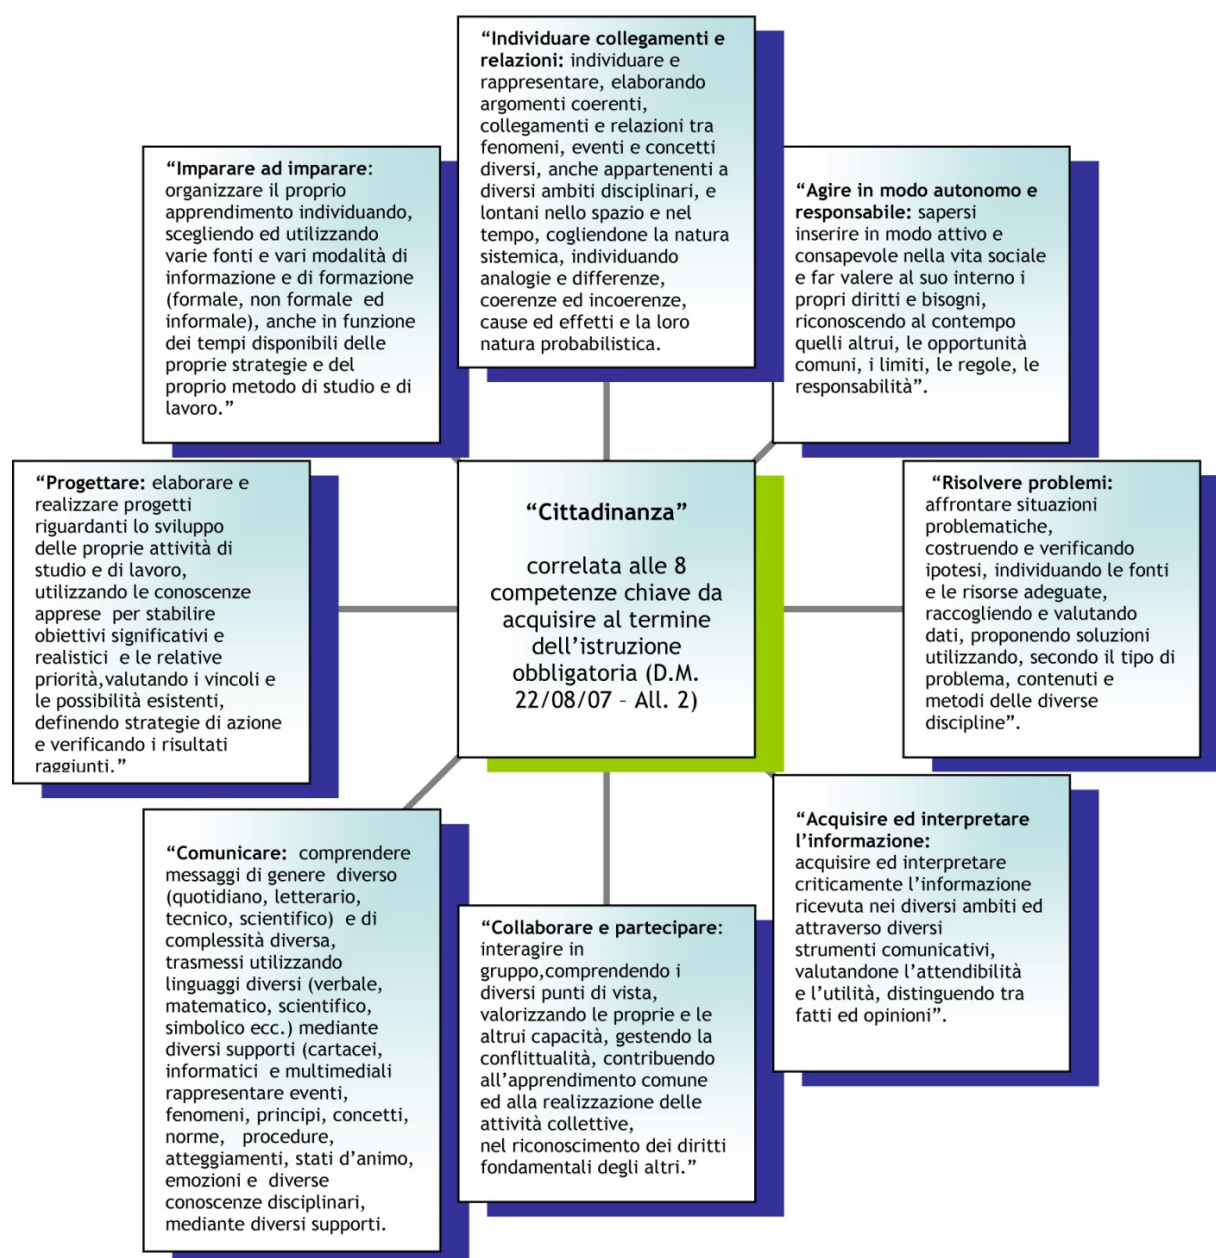 “Individuare collegamenti e
relazioni: individuare e
rappresentare, elaborando
argomenti coerenti,
collegamenti e relazioni tra
fenomeni, eventi e concetti
diversi, anche appartenenti a
diversi ambiti disciplinari, e
lontani nello spazio e nel
tempo, cogliendone la natura
sistemica, individuando
analogie e differenze,
coerenze ed incoerenze,
cause ed effetti e la loro
natura probabilistica.
“Imparare ad imparare:
organizzare il proprio
apprendimento individuando,
scegliendo ed utilizzando
varie fonti e vari modalità di
informazione e di formazione
(formale, non formale ed
informale), anche in funzione
dei tempi disponibili delle
proprie strategie e del
proprio metodo di studio e di
lavoro.”
“Agire in modo autonomo e
responsabile: sapersi
inserire in modo attivo e
consapevole nella vita sociale
e far valere al suo interno i
propri diritti e bisogni,
riconoscendo al contempo
quelli altrui, le opportunità
comuni, i limiti, le regole, le
responsabilità”.
“Progettare: elaborare e
realizzare progetti
riguardanti lo sviluppo
delle proprie attività di
studio e di lavoro,
utilizzando le conoscenze
apprese per stabilire
obiettivi significativi e
realistici e le relative
priorità,valutando i vincoli e
le possibilità esistenti,
definendo strategie di azione
e verificando i risultati
raggiunti.”
“Cittadinanza”
correlata alle 8
competenze chiave da
acquisire al termine
dell’istruzione
obbligatoria (D.M.
22/08/07 – All. 2)
“Risolvere problemi:
affrontare situazioni
problematiche,
costruendo e verificando
ipotesi, individuando le fonti
e le risorse adeguate,
raccogliendo e valutando
dati, proponendo soluzioni
utilizzando, secondo il tipo di
problema, contenuti e
metodi delle diverse
discipline”.
“Comunicare: comprendere
messaggi di genere diverso
(quotidiano, letterario,
tecnico, scientifico) e di
complessità diversa,
trasmessi utilizzando
linguaggi diversi (verbale,
matematico, scientifico,
simbolico ecc.) mediante
diversi supporti (cartacei,
informatici e multimediali
rappresentare eventi,
fenomeni, principi, concetti,
norme, procedure,
atteggiamenti, stati d’animo,
emozioni e diverse
conoscenze disciplinari,
mediante diversi supporti.
“Collaborare e partecipare:
interagire in
gruppo,comprendendo i
diversi punti di vista,
valorizzando le proprie e le
altrui capacità, gestendo la
conflittualità, contribuendo
all’apprendimento comune
ed alla realizzazione delle
attività collettive,
nel riconoscimento dei diritti
fondamentali degli altri.”
“Acquisire ed interpretare
l’informazione:
acquisire ed interpretare
criticamente l’informazione
ricevuta nei diversi ambiti ed
attraverso diversi
strumenti comunicativi,
valutandone l’attendibilità
e l’utilità, distinguendo tra
fatti ed opinioni”.